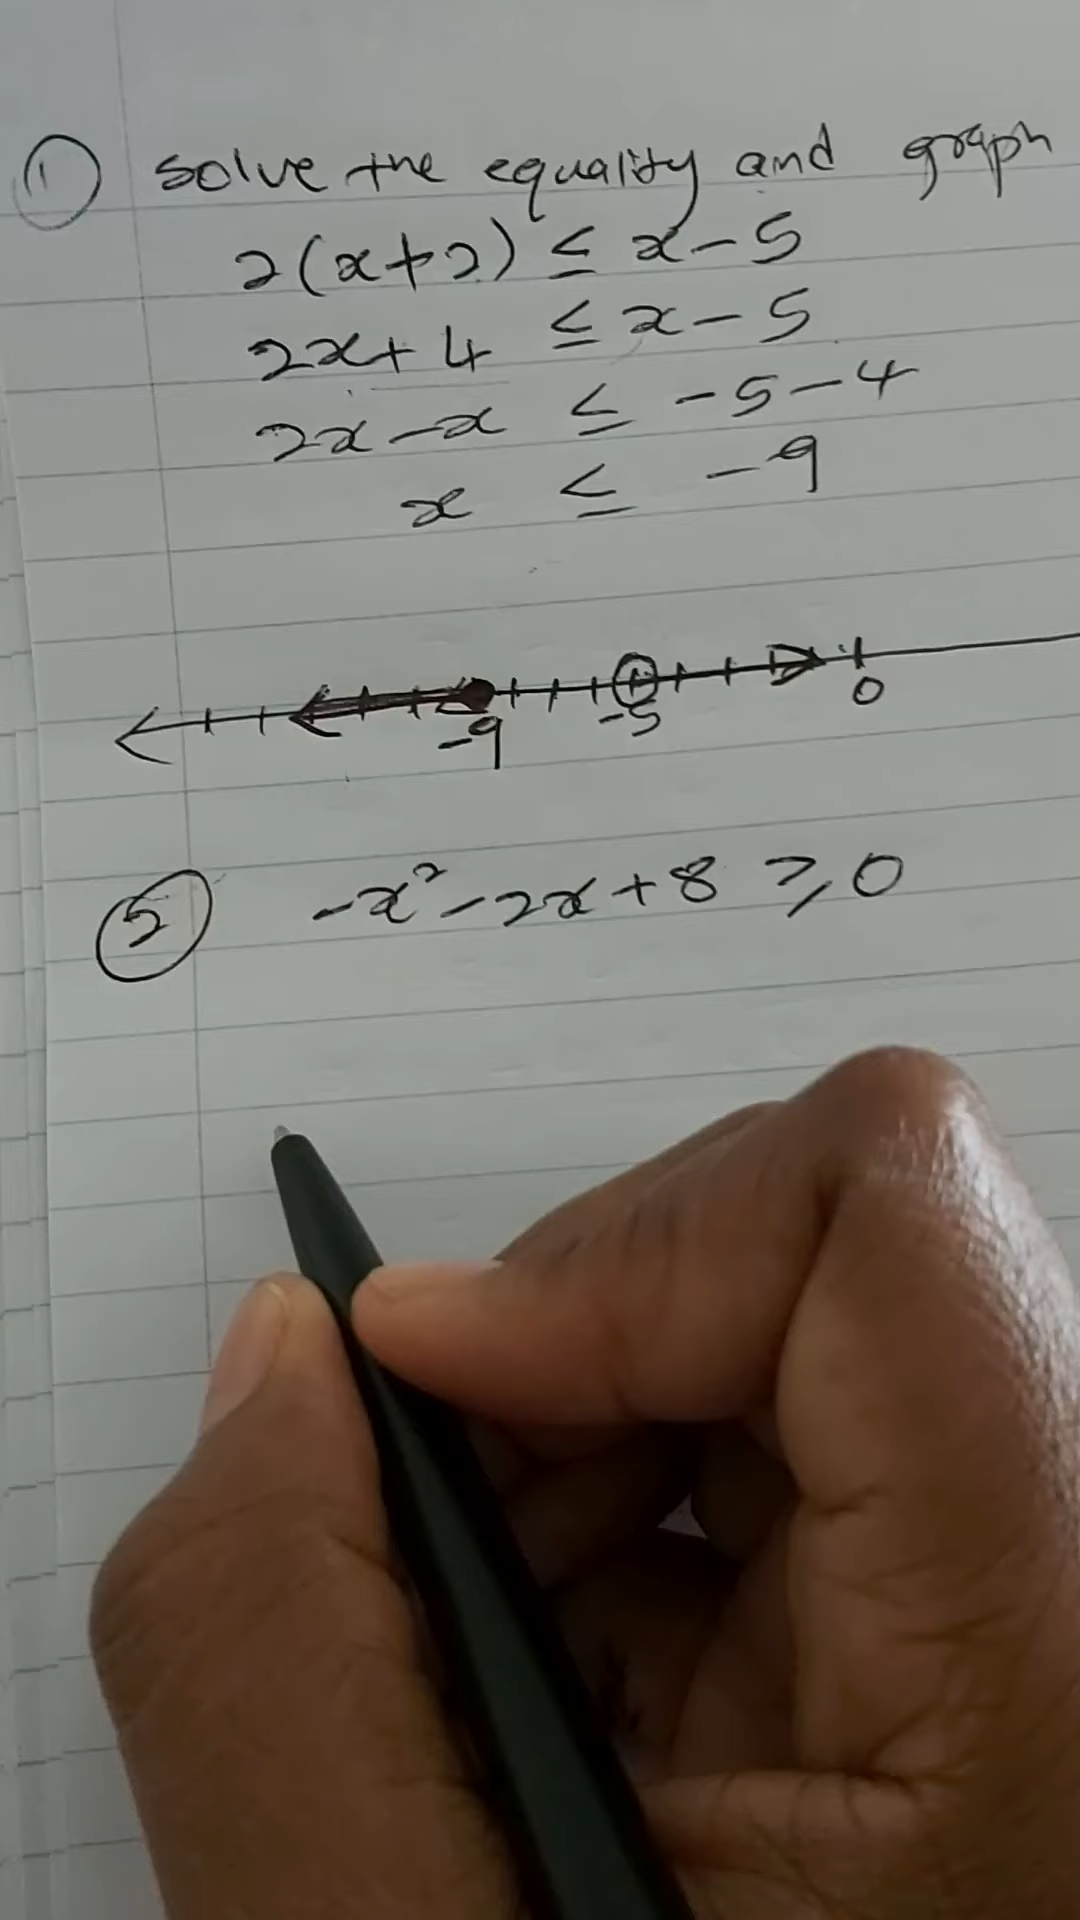 ① Solve the equality and graph
2(x+2) ≤ x-5
2x+4 ≤ x-5
2x-x ≤ -5-4
x ≤ -9
-9 -5 0
② -x²-2x+8 ≥ 0